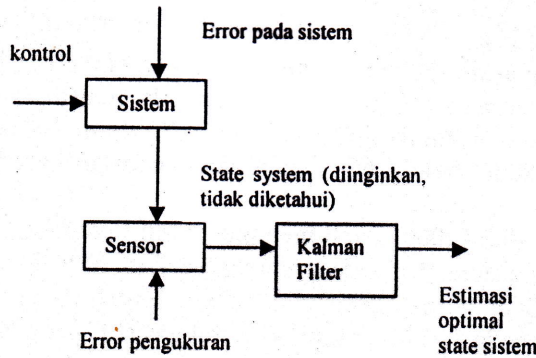 Error pada sistem
kontrol
Sistem
State system (diinginkan,
tidak diketahui)
Sensor
Kalman
Filter
Estimasi
optimal
state sistem
Error pengukuran